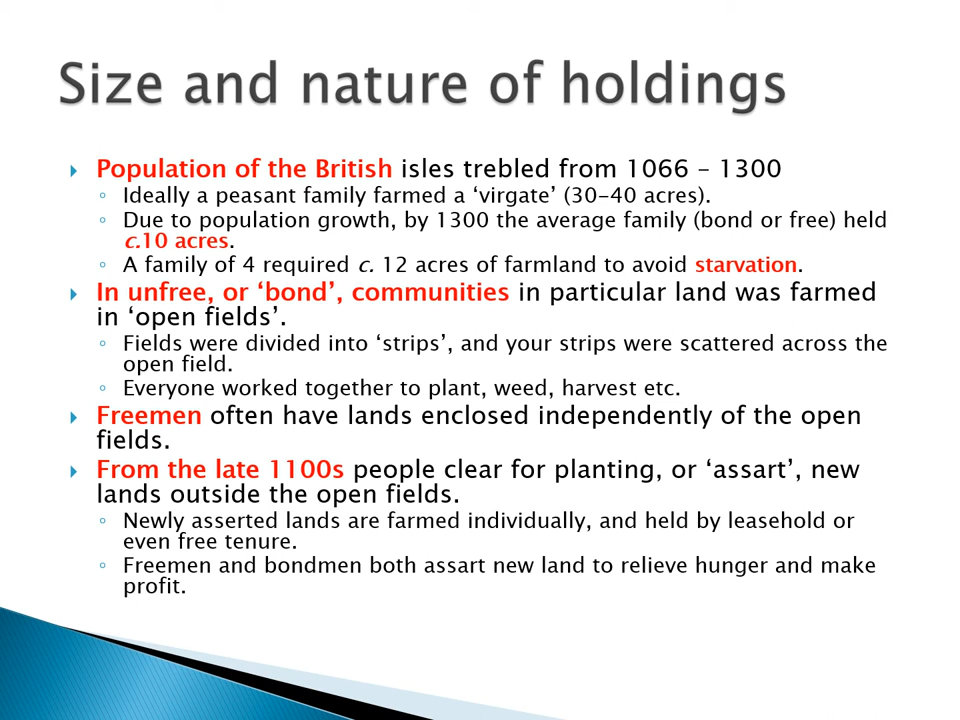 Size and nature of holdings
Population of the British isles trebled from 1066 – 1300
Ideally a peasant family farmed a ‘virgate’ (30-40 acres).
Due to population growth, by 1300 the average family (bond or free) held
c.10 acres.
A family of 4 required c. 12 acres of farmland to avoid starvation.
In unfree, or ‘bond’, communities in particular land was farmed
in ‘open fields’.
Fields were divided into ‘strips’, and your strips were scattered across the
open field.
Everyone worked together to plant, weed, harvest etc.
Freemen often have lands enclosed independently of the open
fields.
From the late 1100s people clear for planting, or ‘assart’, new
lands outside the open fields.
Newly asserted lands are farmed individually, and held by leasehold or
even free tenure.
Freemen and bondmen both assart new land to relieve hunger and make
profit.